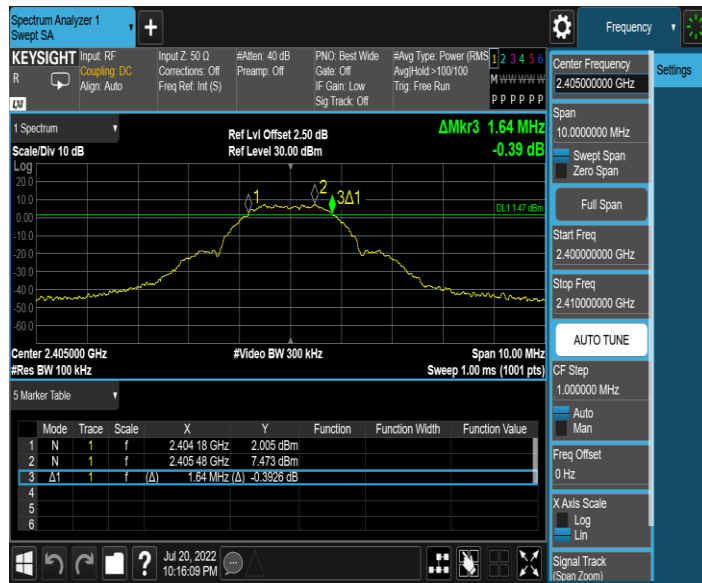 Spectrum Analyzer 1
Swept SA
+
Frequency
KEYSIGHT
R
LXI
Input: RF
Coupling: DC
Align: Auto
Input Z: 50 Ω
Corrections: Off
Freq Ref: Int (S)
#Atten: 40 dB
Preamp: Off
PNO: Best Wide
Gate: Off
IF Gain: Low
Sig Track: Off
#Avg Type: Power (RMS
Avg|Hold:>100/100
Trig: Free Run
1 2 3 4 5 6
M W W W W W
P P P P P P
1 Spectrum
Scale/Div 10 dB
Ref Lvl Offset 2.50 dB
Ref Level 30.00 dBm
ΔMkr3 1.64 MHz
-0.39 dB
Log
20.0
10.0
0.00
-10.0
-20.0
-30.0
-40.0
-50.0
-60.0
1
2
3Δ1
DL1 1.47 dBm
Center 2.405000 GHz
#Res BW 100 kHz
#Video BW 300 kHz
Span 10.00 MHz
Sweep 1.00 ms (1001 pts)
5 Marker Table
Mode Trace Scale X Y Function Function Width Function Value
1 N 1 f 2.404 18 GHz 2.005 dBm
2 N 1 f 2.405 48 GHz 7.473 dBm
3 Δ1 1 f (Δ) 1.64 MHz (Δ) -0.3926 dB
4
5
6
?
Jul 20, 2022
10:16:09 PM
Center Frequency
2.405000000 GHz
Settings
Span
10.0000000 MHz
Swept Span
Zero Span
Full Span
Start Freq
2.400000000 GHz
Stop Freq
2.410000000 GHz
AUTO TUNE
CF Step
1.000000 MHz
Auto
Man
Freq Offset
0 Hz
X Axis Scale
Log
Lin
Signal Track
(Span Zoom)